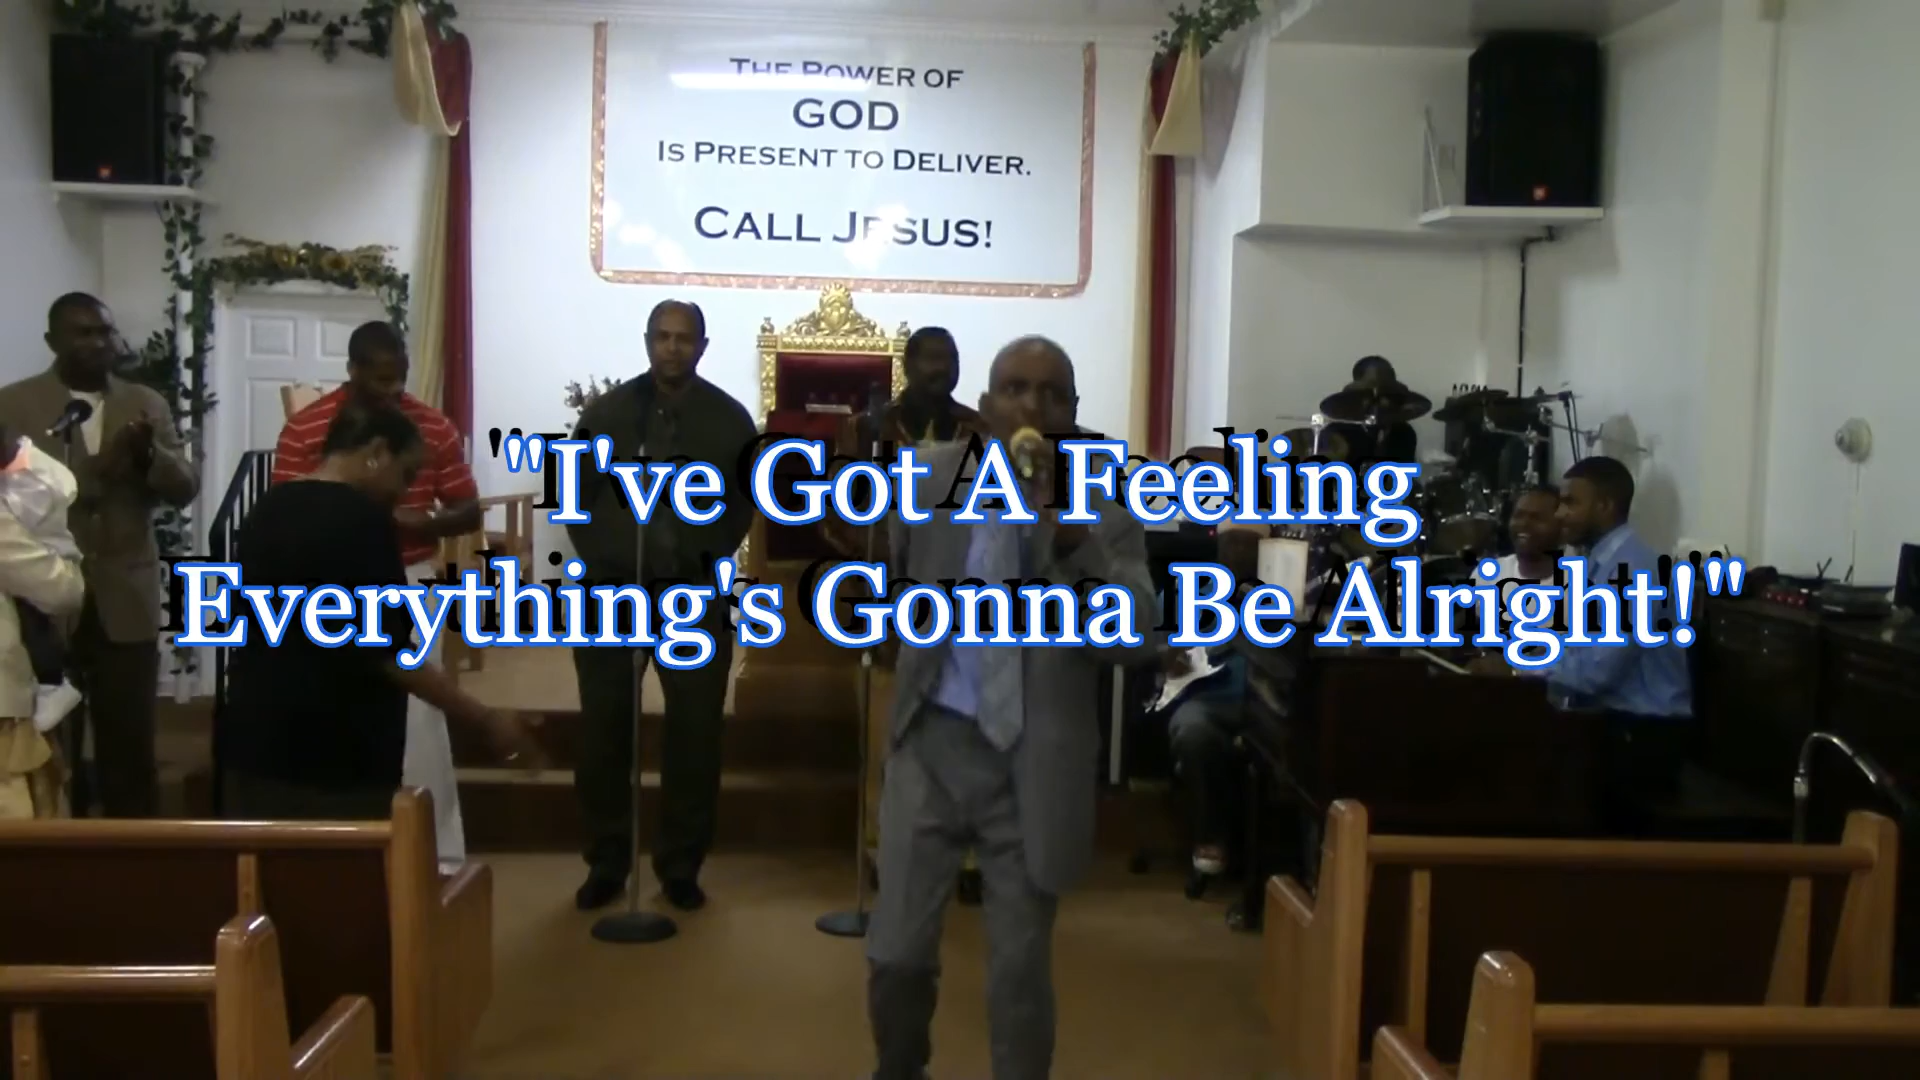 THE POWER OF
GOD
IS PRESENT TO DELIVER.
CALL JESUS!
"I've Got A Feeling
Everything's Gonna Be Alright!"